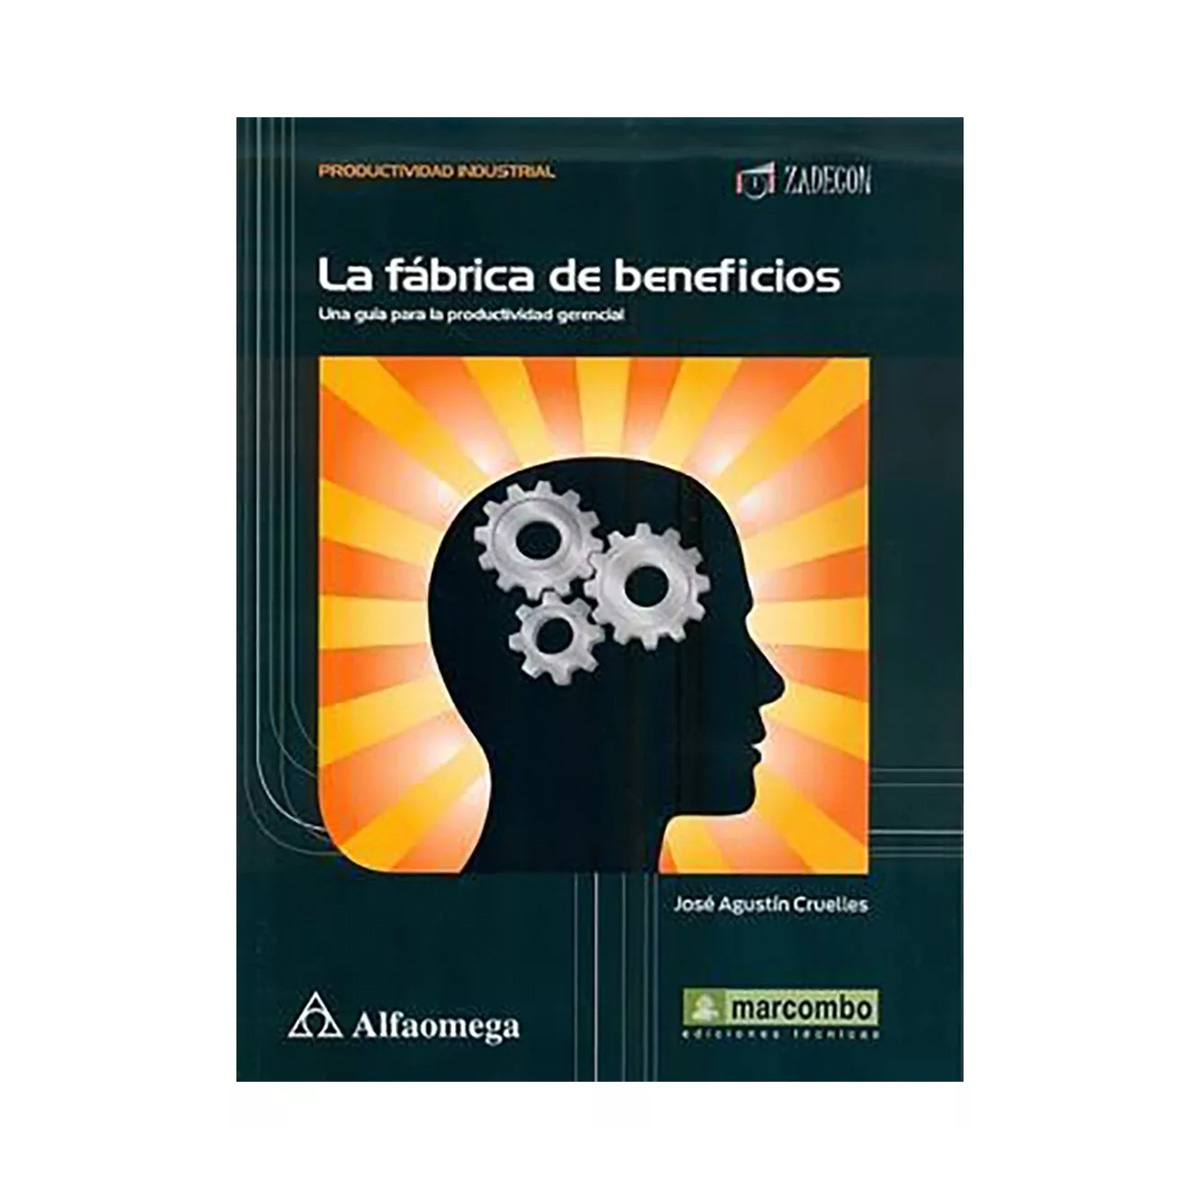 PRODUCTIVIDAD INDUSTRIAL
ZADECON
La fábrica de beneficios
Una guía para la productividad gerencial
José Agustín Cruelles
Alfaomega
marcombo
ediciones técnicas